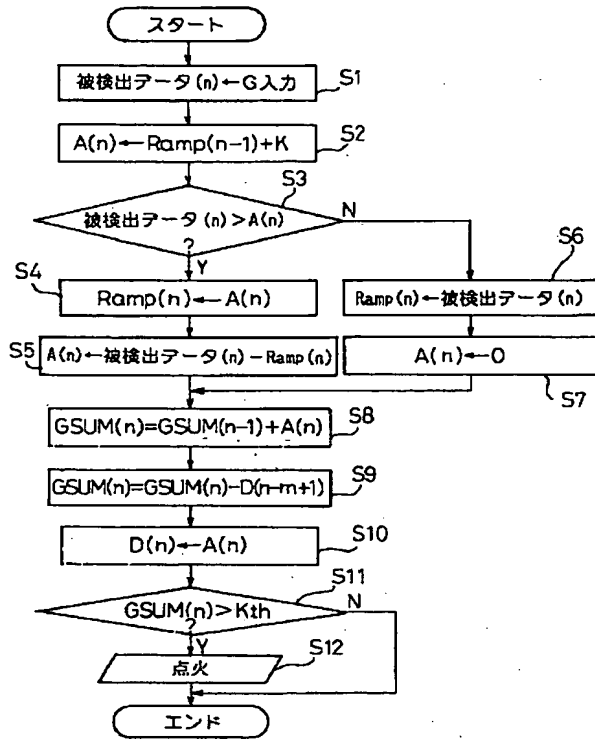 スタート
被検出データ(n)←G入力
S1
A(n)←Ramp(n-1)+K
S2
S3
被検出データ(n)>A(n)
?
N
Y
S4
Ramp(n)←A(n)
S6
Ramp(n)←被検出データ(n)
S5
A(n)←被検出データ(n)-Ramp(n)
A(n)←0
S7
GSUM(n)=GSUM(n-1)+A(n)
S8
GSUM(n)=GSUM(n)-D(n-m+1)
S9
D(n)←A(n)
S10
S11
GSUM(n)>Kth
?
N
Y
点火
S12
エンド